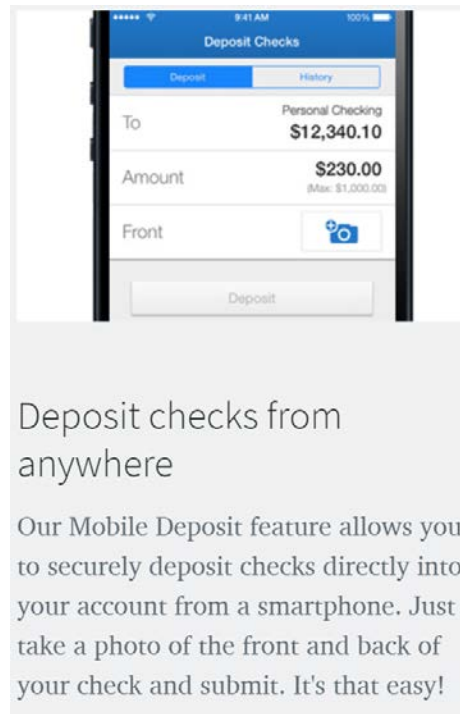 9:41 AM 100%
Deposit Checks
Deposit History
To Personal Checking
$12,340.10
Amount $230.00
(Max: $1,000.00)
Front
Deposit
Deposit checks from
anywhere
Our Mobile Deposit feature allows you
to securely deposit checks directly into
your account from a smartphone. Just
take a photo of the front and back of
your check and submit. It's that easy!